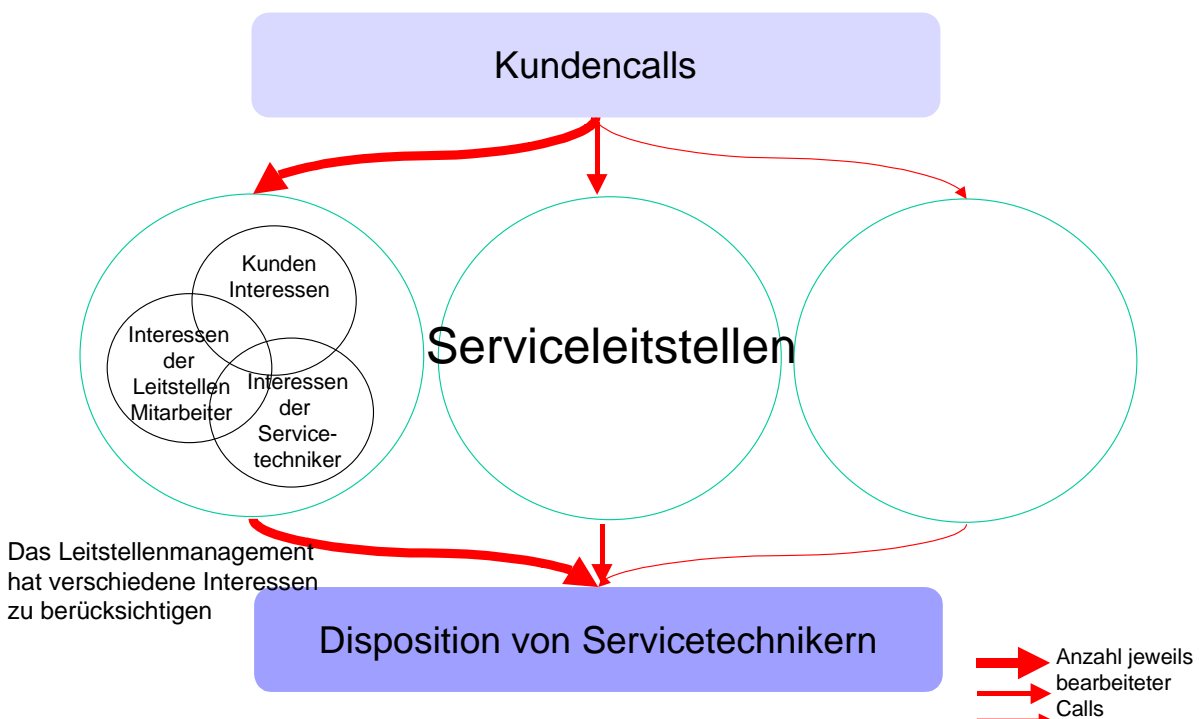 Kundencalls
Kunden
Interessen
Interessen
der
Leitstellen
Mitarbeiter
Interessen
der
Service-
techniker
Serviceleitstellen
Das Leitstellenmanagement
hat verschiedene Interessen
zu berücksichtigen
Disposition von Servicetechnikern
Anzahl jeweils
bearbeiteter
Calls